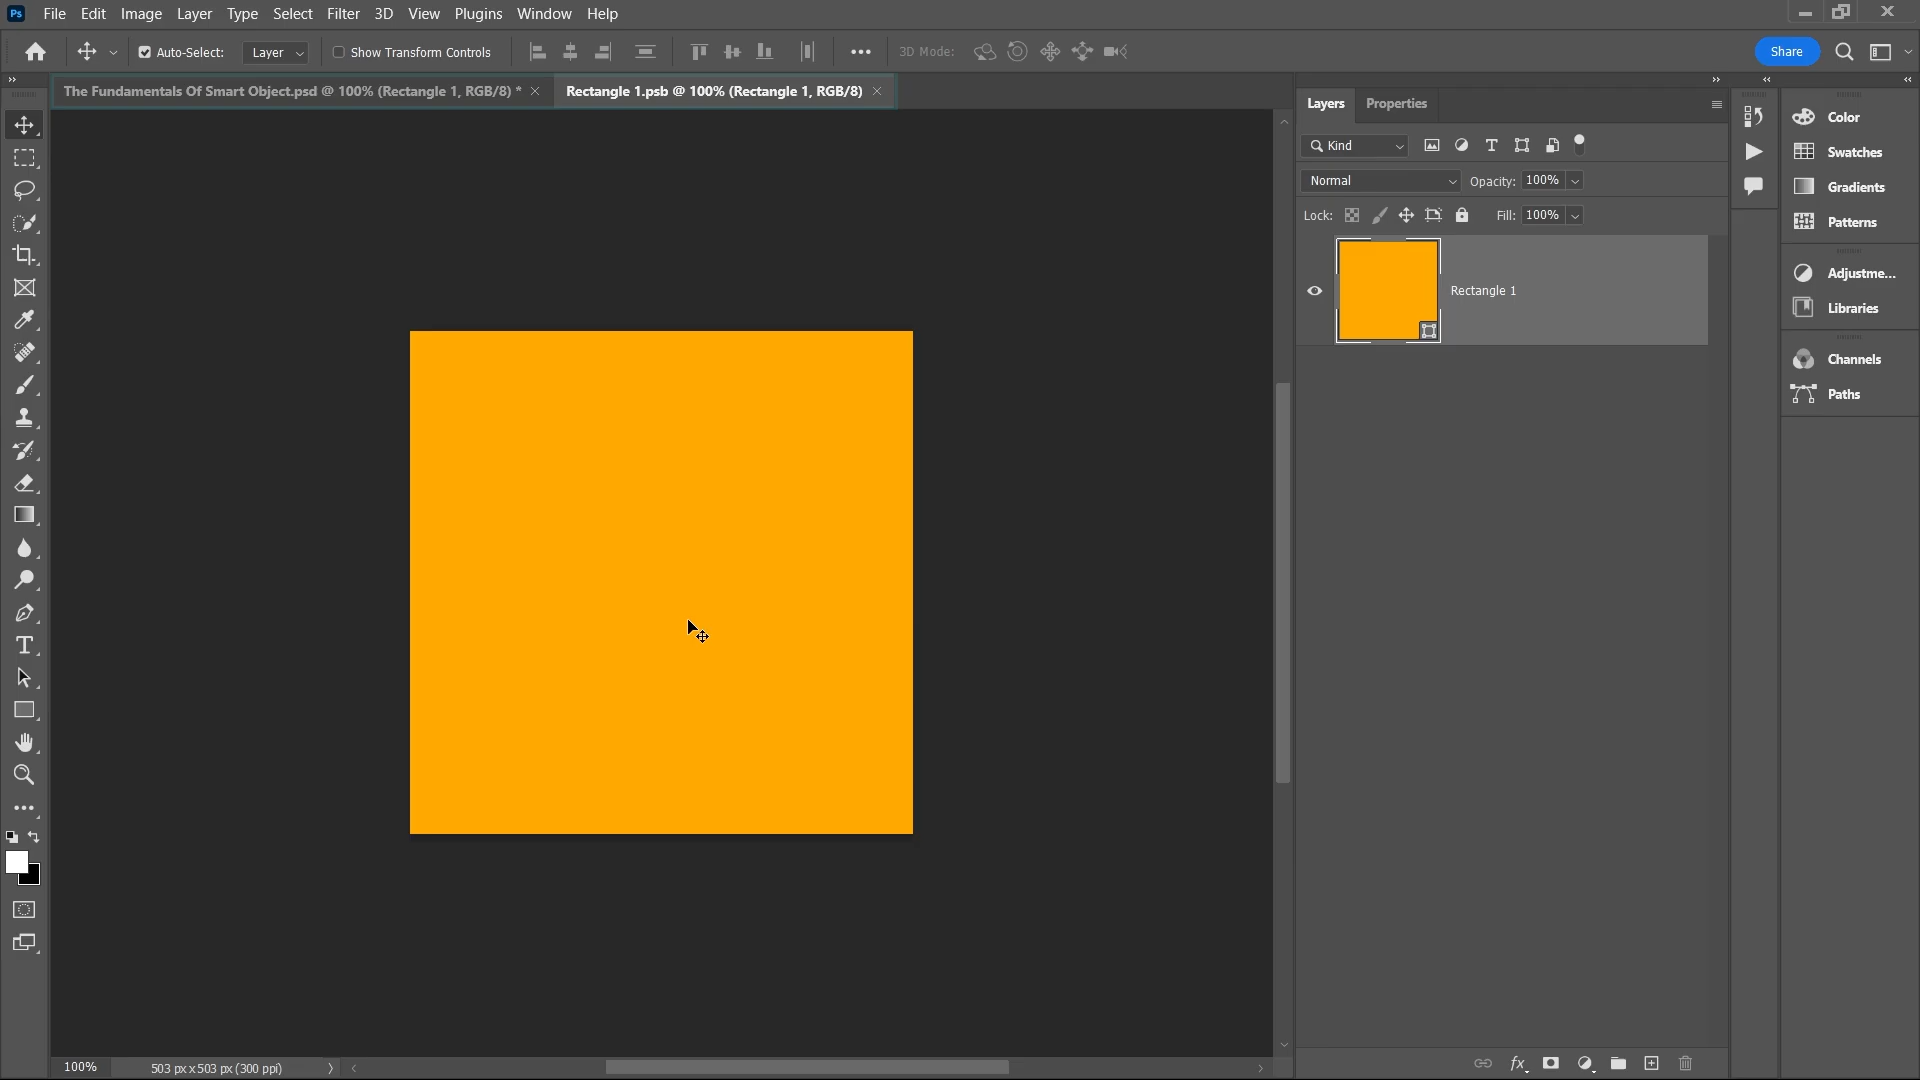 Ps File Edit Image Layer Type Select Filter 3D View Plugins Window Help
Auto-Select: Layer Show Transform Controls 3D Mode: Share
The Fundamentals Of Smart Object.psd @ 100% (Rectangle 1, RGB/8) * Rectangle 1.psb @ 100% (Rectangle 1, RGB/8)
Layers Properties
Kind
Normal Opacity: 100%
Lock: Fill: 100%
Rectangle 1
Color
Swatches
Gradients
Patterns
Adjustme...
Libraries
Channels
Paths
100% 503 px x 503 px (300 ppi)
fx